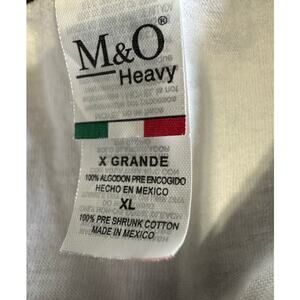 M&O®
Heavy
X GRANDE
100% ALGODON PRE ENCOGIDO
HECHO EN MEXICO
XL
100% PRE SHRUNK COTTON
MADE IN MEXICO